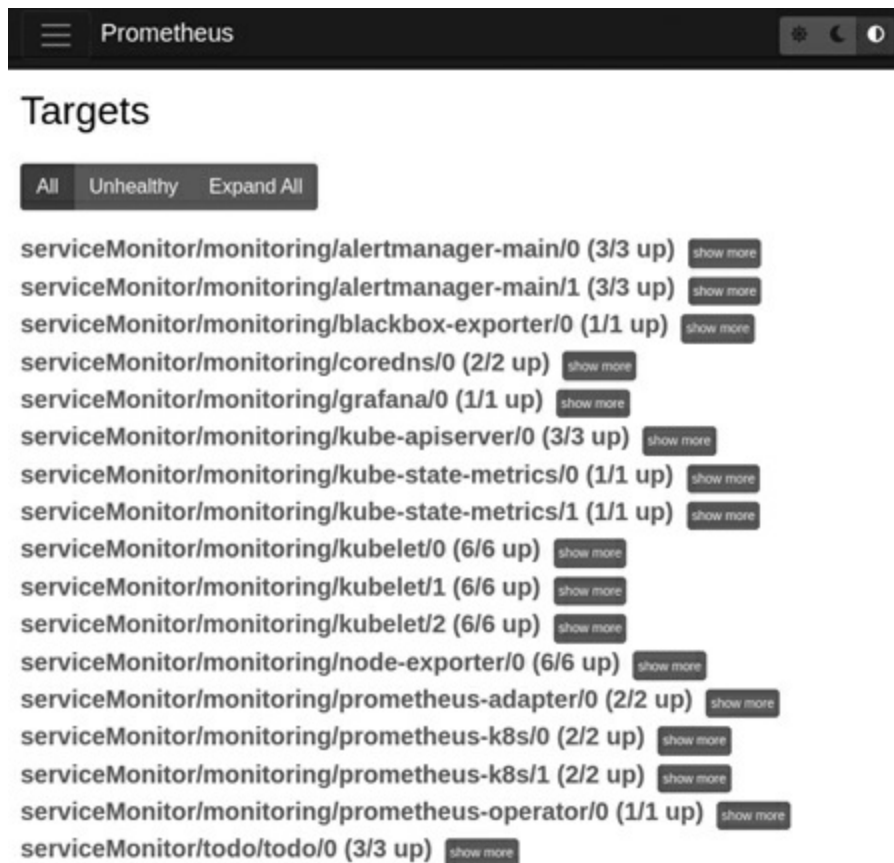 Prometheus
Targets
All Unhealthy Expand All
serviceMonitor/monitoring/alertmanager-main/0 (3/3 up) show more
serviceMonitor/monitoring/alertmanager-main/1 (3/3 up) show more
serviceMonitor/monitoring/blackbox-exporter/0 (1/1 up) show more
serviceMonitor/monitoring/coredns/0 (2/2 up) show more
serviceMonitor/monitoring/grafana/0 (1/1 up) show more
serviceMonitor/monitoring/kube-apiserver/0 (3/3 up) show more
serviceMonitor/monitoring/kube-state-metrics/0 (1/1 up) show more
serviceMonitor/monitoring/kube-state-metrics/1 (1/1 up) show more
serviceMonitor/monitoring/kubelet/0 (6/6 up) show more
serviceMonitor/monitoring/kubelet/1 (6/6 up) show more
serviceMonitor/monitoring/kubelet/2 (6/6 up) show more
serviceMonitor/monitoring/node-exporter/0 (6/6 up) show more
serviceMonitor/monitoring/prometheus-adapter/0 (2/2 up) show more
serviceMonitor/monitoring/prometheus-k8s/0 (2/2 up) show more
serviceMonitor/monitoring/prometheus-k8s/1 (2/2 up) show more
serviceMonitor/monitoring/prometheus-operator/0 (1/1 up) show more
serviceMonitor/todo/todo/0 (3/3 up) show more